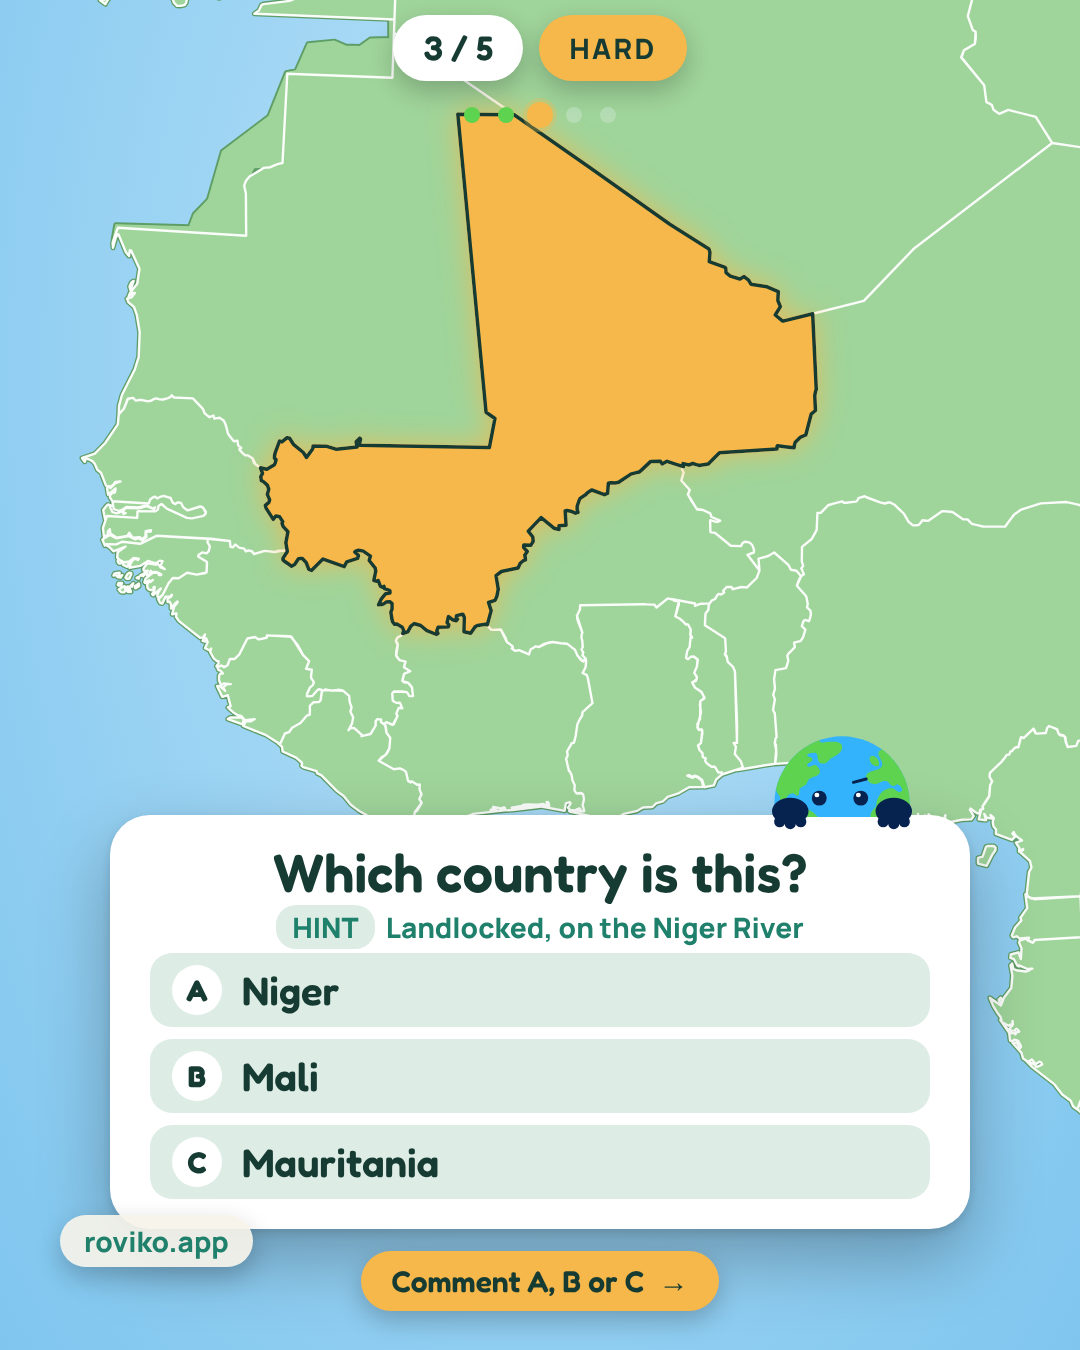 3 / 5
HARD
Which country is this?
HINT Landlocked, on the Niger River
A Niger
B Mali
C Mauritania
roviko.app
Comment A, B or C →